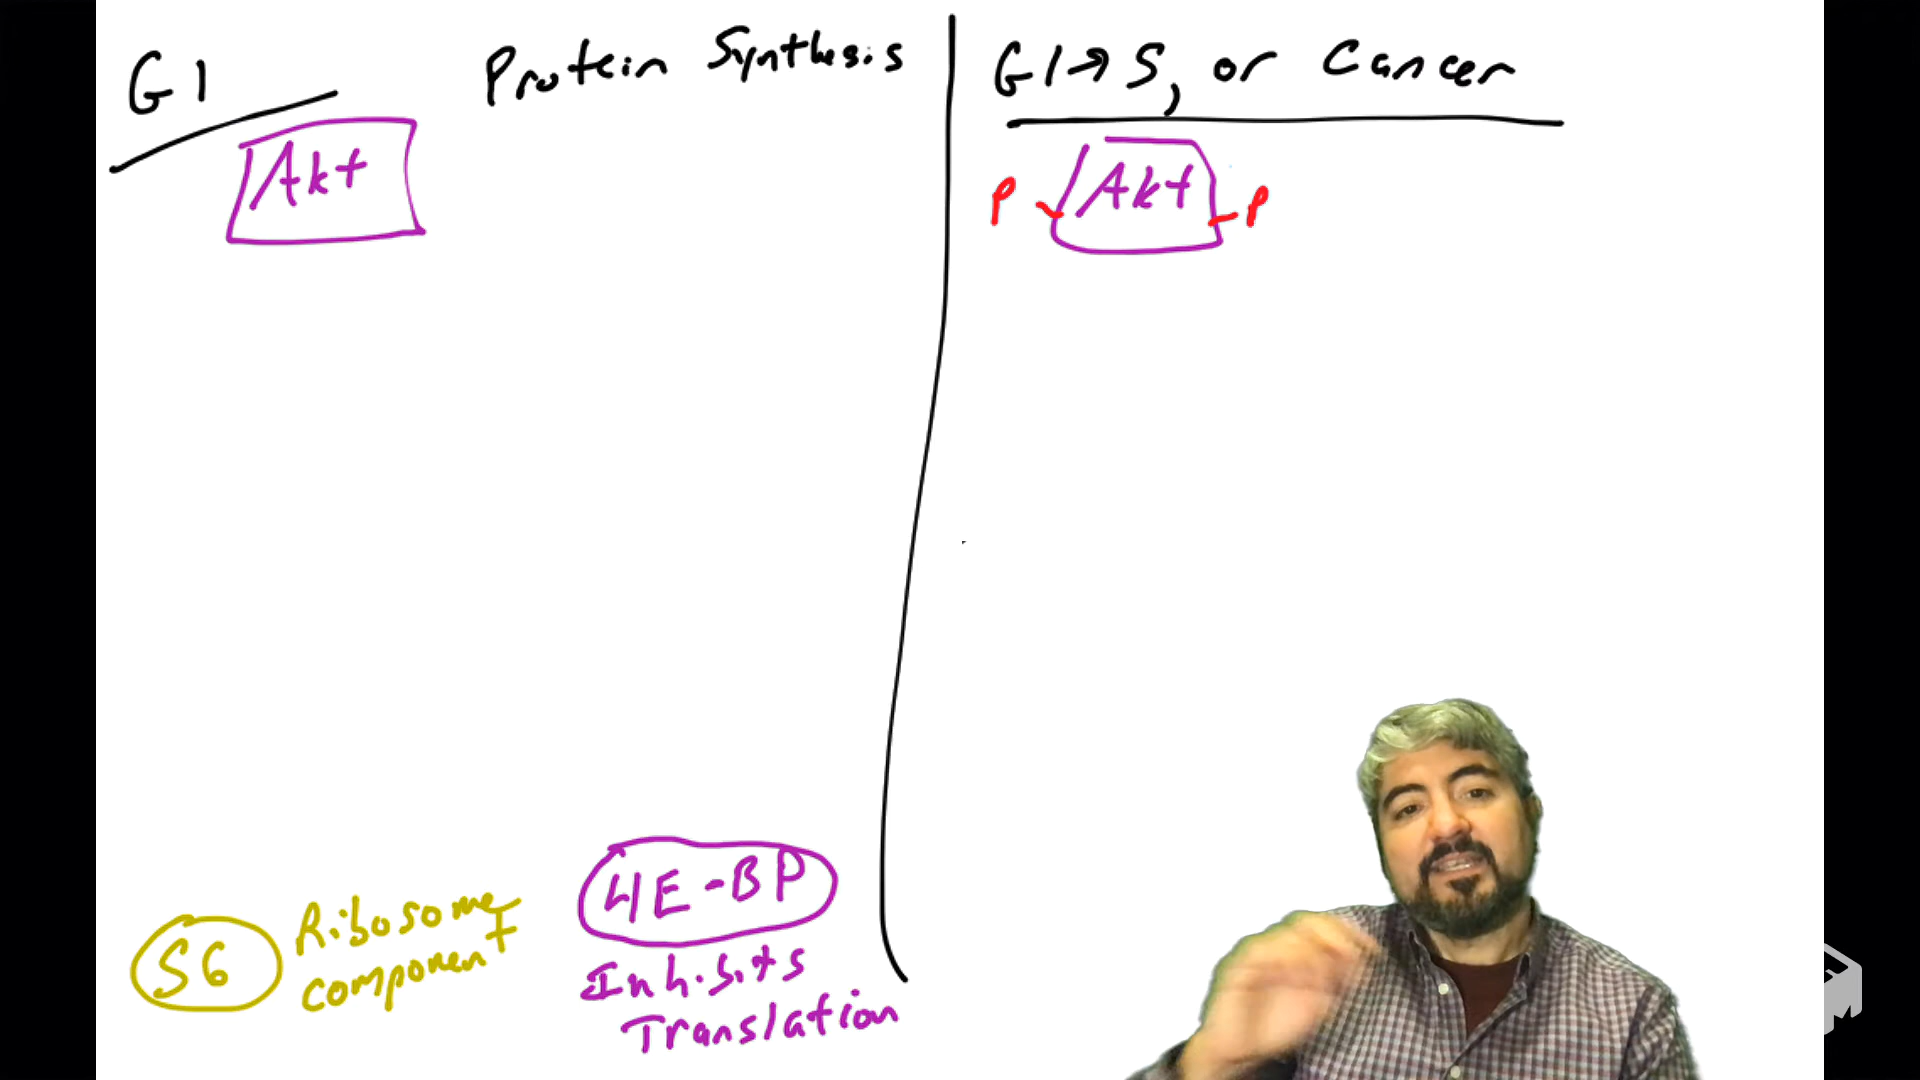 G1
Protein Synthesis
G1→S, or Cancer
Akt
P Akt P
S6
Ribosome
component
4E-BP
Inhibits
Translation